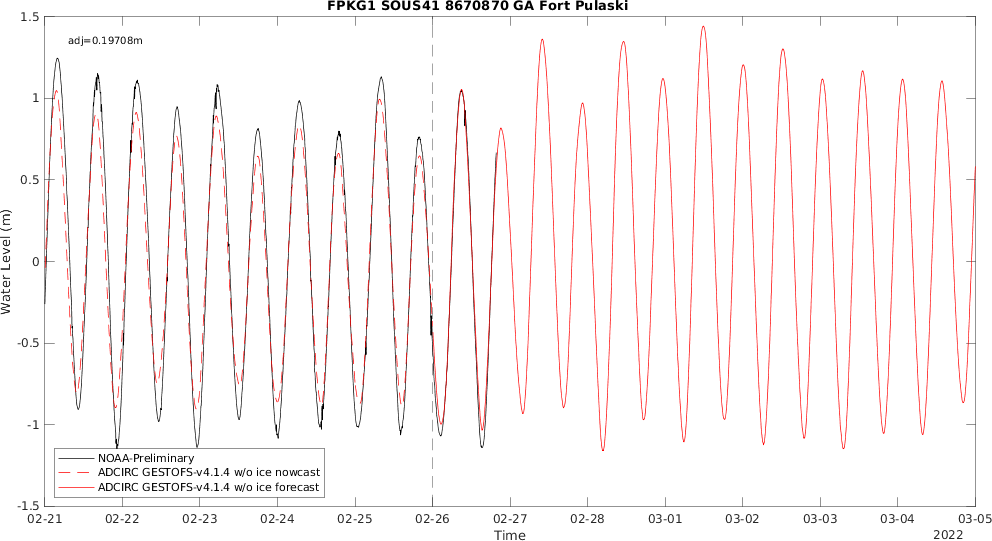 FPKG1 SOUS41 8670870 GA Fort Pulaski
adj=0.19708m
1.5
1
0.5
0
-0.5
-1
-1.5
Water Level (m)
NOAA-Preliminary
ADCIRC GESTOFS-v4.1.4 w/o ice nowcast
ADCIRC GESTOFS-v4.1.4 w/o ice forecast
02-21 02-22 02-23 02-24 02-25 02-26 02-27 02-28 03-01 03-02 03-03 03-04 03-05
Time
2022